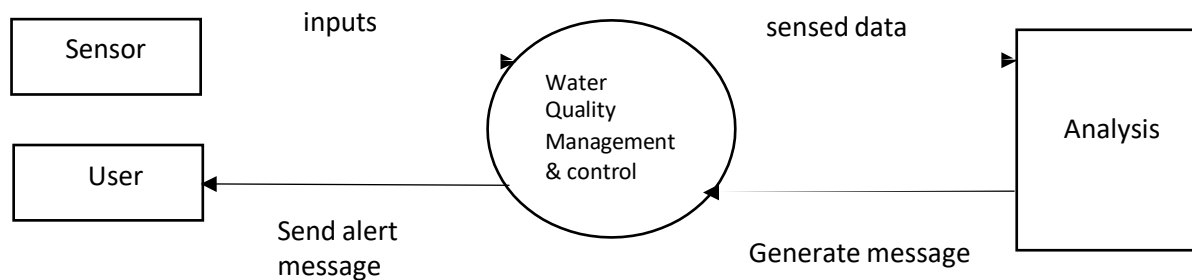 inputs
sensed data
Sensor
Water
Quality
Management
& control
Analysis
User
Send alert
message
Generate message